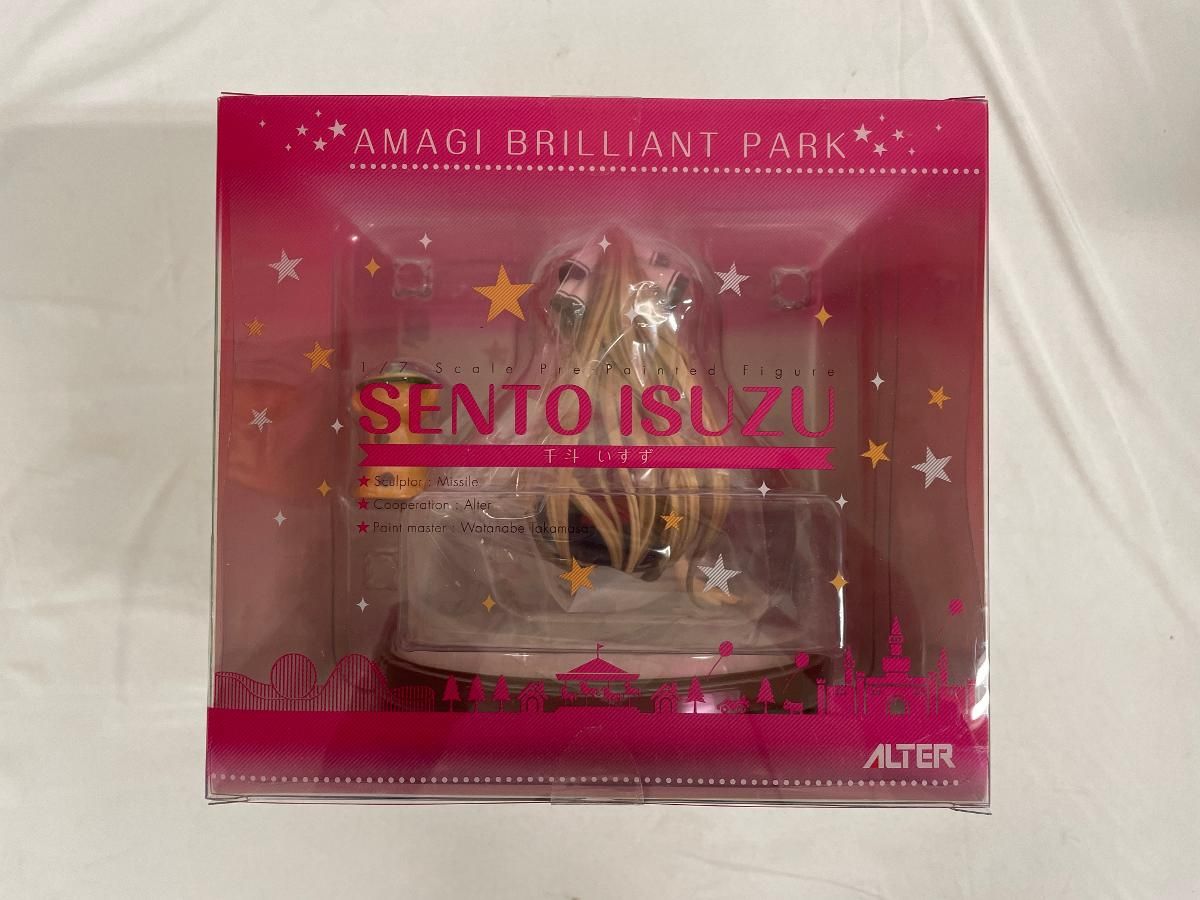 AMAGI BRILLIANT PARK
1/7 Scale Pre-Painted Figure
SENTO ISUZU
千斗 いすず
★ Sculptor : Missile
★ Cooperation : Alter
★ Paint master : Watanabe Takamasa
ALTER